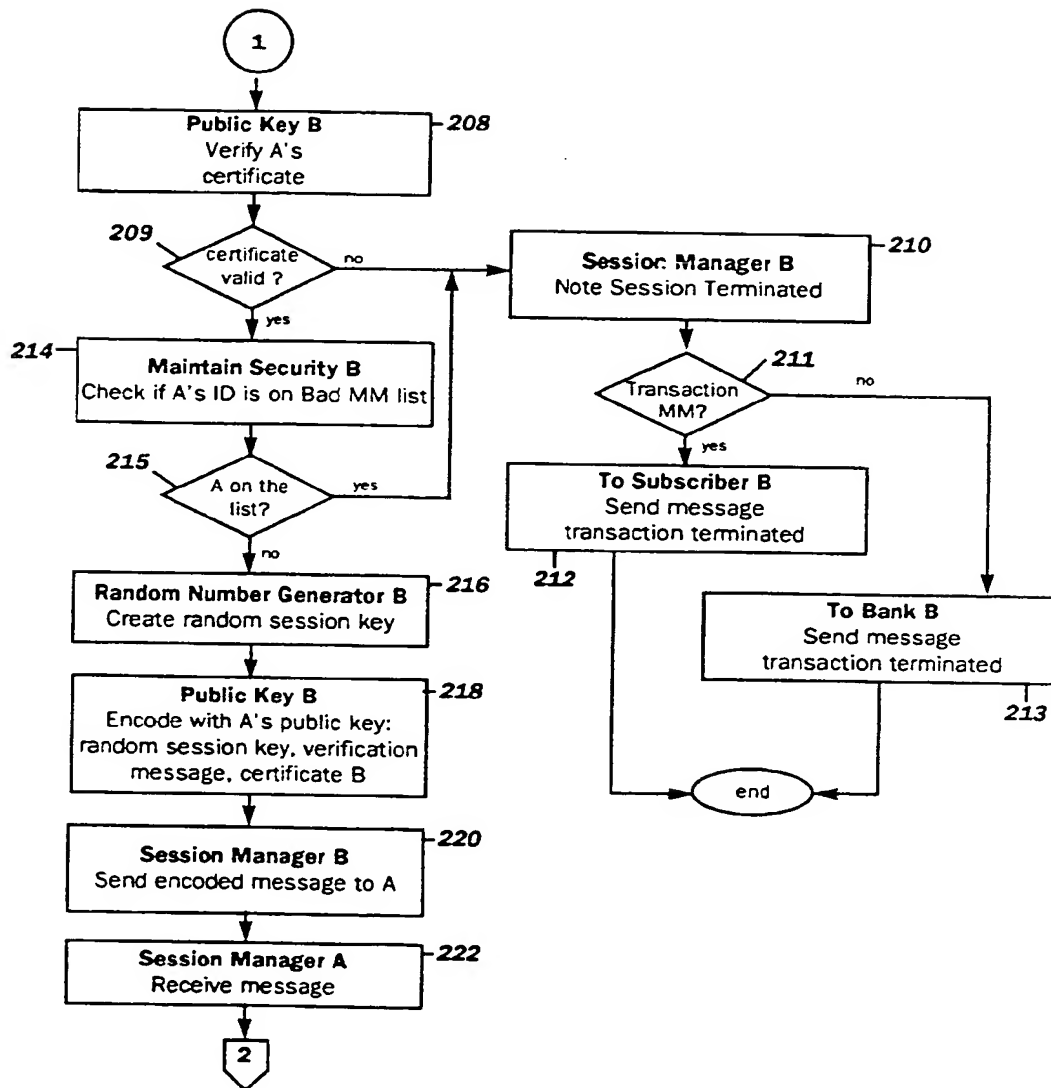 1
Public Key B
Verify A's
certificate
208
209
certificate
valid ?
no
yes
Session Manager B
Note Session Terminated
210
214
Maintain Security B
Check if A's ID is on Bad MM list
211
Transaction
MM?
no
yes
215
A on the
list?
yes
no
To Subscriber B
Send message
transaction terminated
212
Random Number Generator B
Create random session key
216
To Bank B
Send message
transaction terminated
213
Public Key B
Encode with A's public key:
random session key, verification
message, certificate B
218
end
Session Manager B
Send encoded message to A
220
Session Manager A
Receive message
222
2